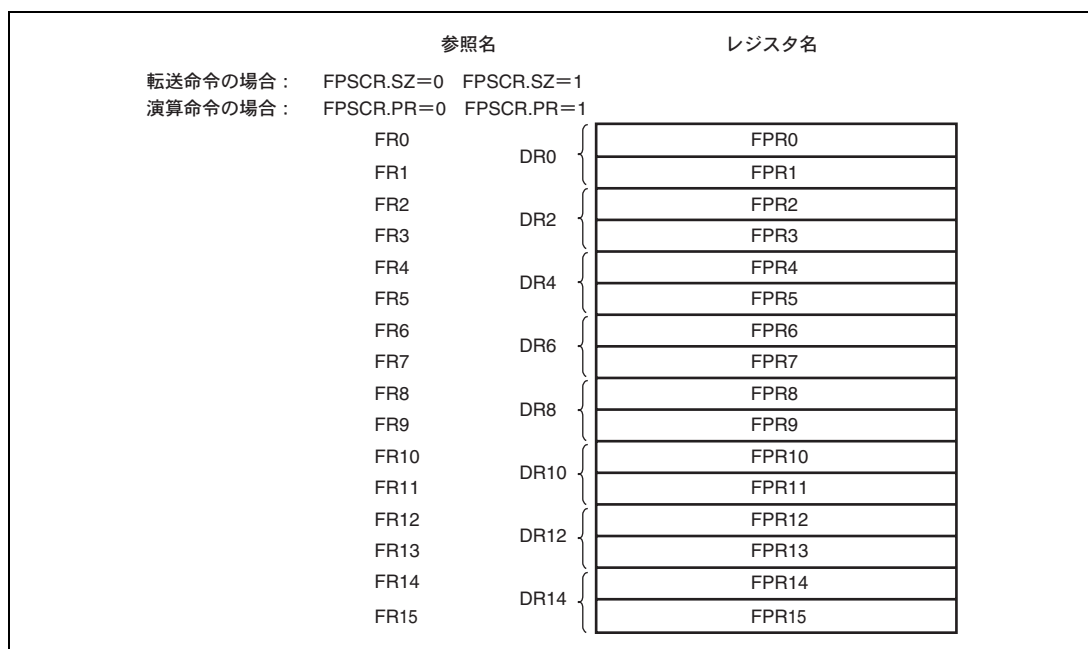 参照名 レジスタ名
転送命令の場合： FPSCR.SZ＝0 FPSCR.SZ＝1
演算命令の場合： FPSCR.PR＝0 FPSCR.PR＝1
FR0 FPR0
DR0
FR1 FPR1
FR2 FPR2
DR2
FR3 FPR3
FR4 FPR4
DR4
FR5 FPR5
FR6 FPR6
DR6
FR7 FPR7
FR8 FPR8
DR8
FR9 FPR9
FR10 FPR10
DR10
FR11 FPR11
FR12 FPR12
DR12
FR13 FPR13
FR14 FPR14
DR14
FR15 FPR15